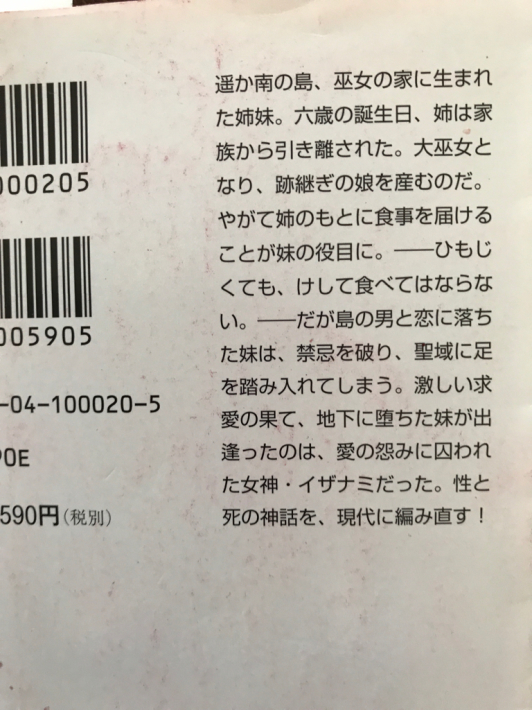 000205
005905
-04-100020-5
P0E
590円(税別)
遥か南の島、巫女の家に生まれ
た姉妹。六歳の誕生日、姉は家
族から引き離された。大巫女と
なり、跡継ぎの娘を産むのだ。
やがて姉のもとに食事を届ける
ことが妹の役目に。――ひもじ
くても、けして食べてはならな
い。――だが島の男と恋に落ち
た妹は、禁忌を破り、聖域に足
を踏み入れてしまう。激しい求
愛の果て、地下に堕ちた妹が出
逢ったのは、愛の怨みに囚われ
た女神・イザナミだった。性と
死の神話を、現代に編み直す！